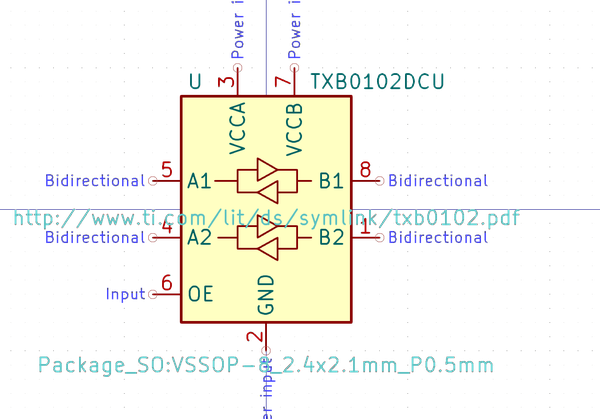 Power i
Power i
3
7
U
TXB0102DCU
VCCA
VCCB
Bidirectional
5
A1
B1
8
Bidirectional
http://www.ti.com/lit/ds/symlink/txb0102.pdf
Bidirectional
4
A2
B2
1
Bidirectional
Input
6
OE
GND
2
Package_SO:VSSOP-8_2.4x2.1mm_P0.5mm
er input